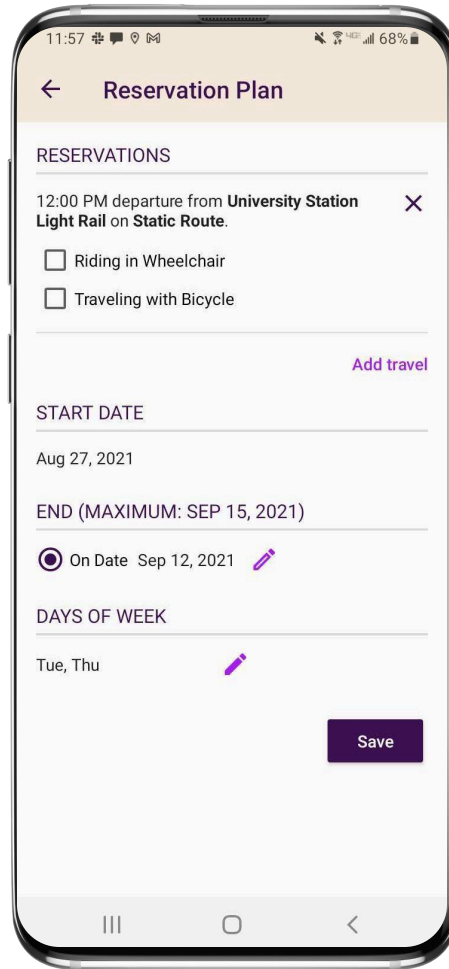 11:57 4G 68%
Reservation Plan
RESERVATIONS
12:00 PM departure from University Station
Light Rail on Static Route.
Riding in Wheelchair
Traveling with Bicycle
Add travel
START DATE
Aug 27, 2021
END (MAXIMUM: SEP 15, 2021)
On Date Sep 12, 2021
DAYS OF WEEK
Tue, Thu
Save